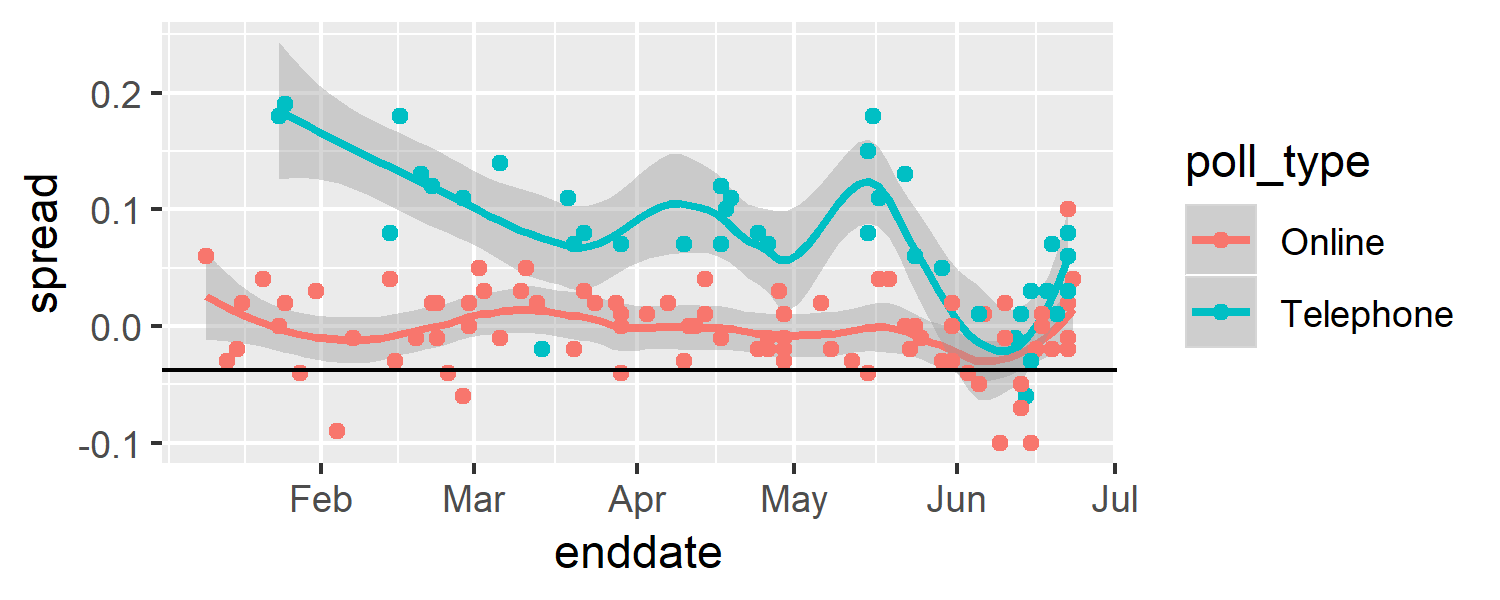 0.2
0.1
0.0
-0.1
spread
Feb Mar Apr May Jun Jul
enddate
poll_type
Online
Telephone